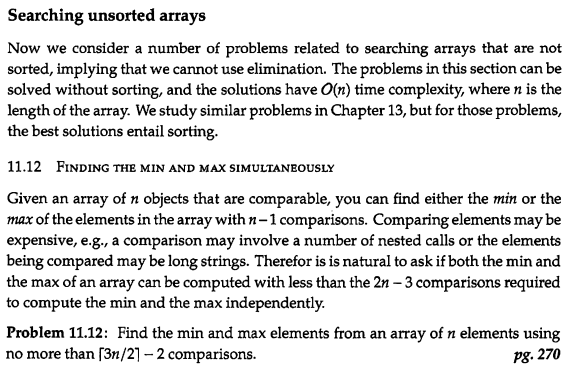 Searching unsorted arrays
Now we consider a number of problems related to searching arrays that are not
sorted, implying that we cannot use elimination. The problems in this section can be
solved without sorting, and the solutions have O(n) time complexity, where n is the
length of the array. We study similar problems in Chapter 13, but for those problems,
the best solutions entail sorting.
11.12 FINDING THE MIN AND MAX SIMULTANEOUSLY
Given an array of n objects that are comparable, you can find either the min or the
max of the elements in the array with n−1 comparisons. Comparing elements may be
expensive, e.g., a comparison may involve a number of nested calls or the elements
being compared may be long strings. Therefor is is natural to ask if both the min and
the max of an array can be computed with less than the 2n − 3 comparisons required
to compute the min and the max independently.
Problem 11.12: Find the min and max elements from an array of n elements using
no more than ⌈3n/2⌉ − 2 comparisons. pg. 270